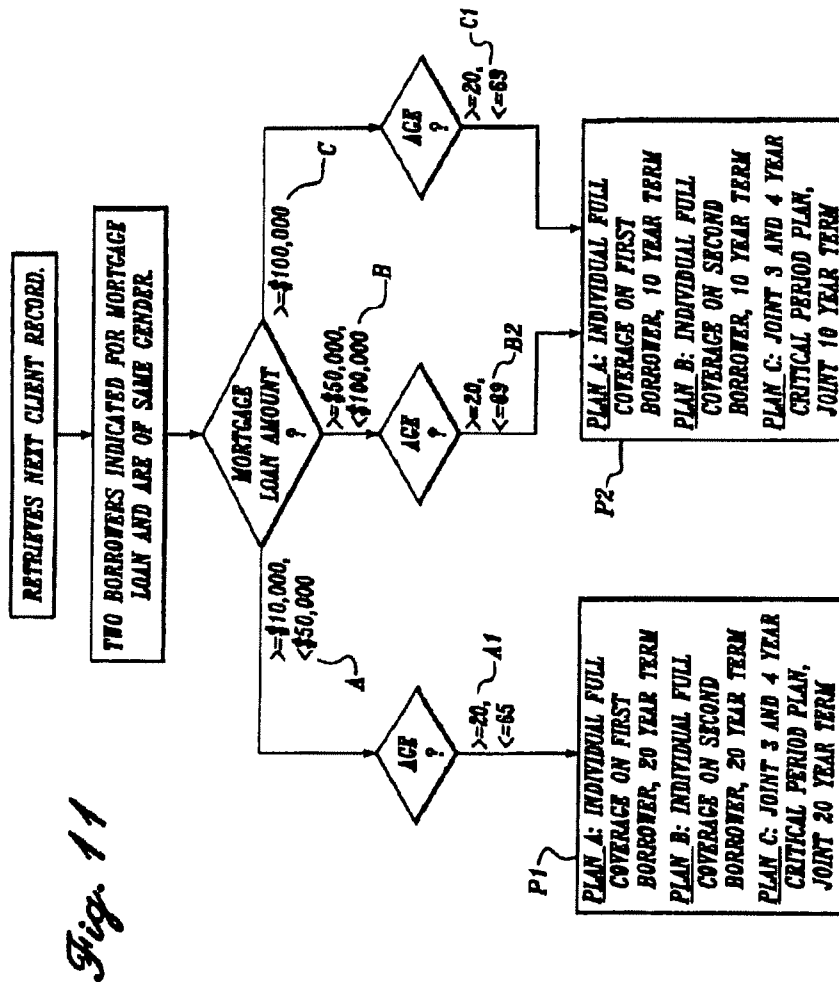 Fig. 11
RETRIEVES NEXT CLIENT RECORD.
TWO BORROWERS INDICATED FOR MORTGAGE
LOAN AND ARE OF SAME GENDER.
MORTGAGE
LOAN AMOUNT
?
>=$10,000,
<$50,000
A
>=$50,000,
<$100,000
B
>=$100,000
C
AGE
?
>=20,
<=65
A1
AGE
?
>=20,
<=69
B2
AGE
?
>=20,
<=69
C1
P1
PLAN A: INDIVIDUAL FULL
COVERAGE ON FIRST
BORROWER, 20 YEAR TERM
PLAN B: INDIVIDUAL FULL
COVERAGE ON SECOND
BORROWER, 20 YEAR TERM
PLAN C: JOINT 3 AND 4 YEAR
CRITICAL PERIOD PLAN,
JOINT 20 YEAR TERM
P2
PLAN A: INDIVIDUAL FULL
COVERAGE ON FIRST
BORROWER, 10 YEAR TERM
PLAN B: INDIVIDUAL FULL
COVERAGE ON SECOND
BORROWER, 10 YEAR TERM
PLAN C: JOINT 3 AND 4 YEAR
CRITICAL PERIOD PLAN,
JOINT 10 YEAR TERM